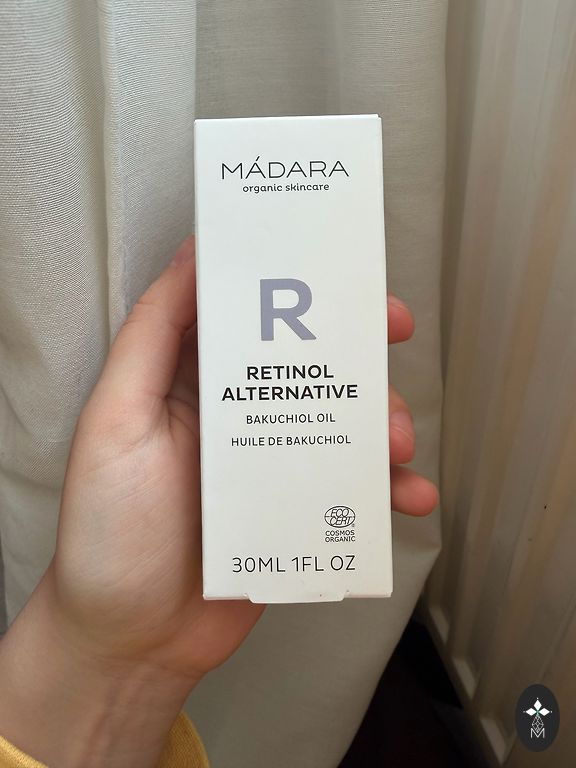 MÁDARA
organic skincare
R
RETINOL
ALTERNATIVE
BAKUCHIOL OIL
HUILE DE BAKUCHIOL
ECO
CERT
®
COSMOS
ORGANIC
30ML 1FL OZ
M